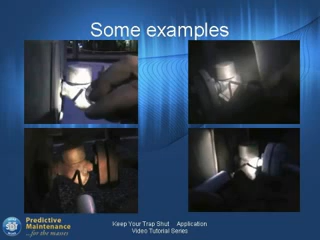 Some examples
Predictive
Maintenance
...for the masses
Keep Your Trap Shut Application
Video Tutorial Series